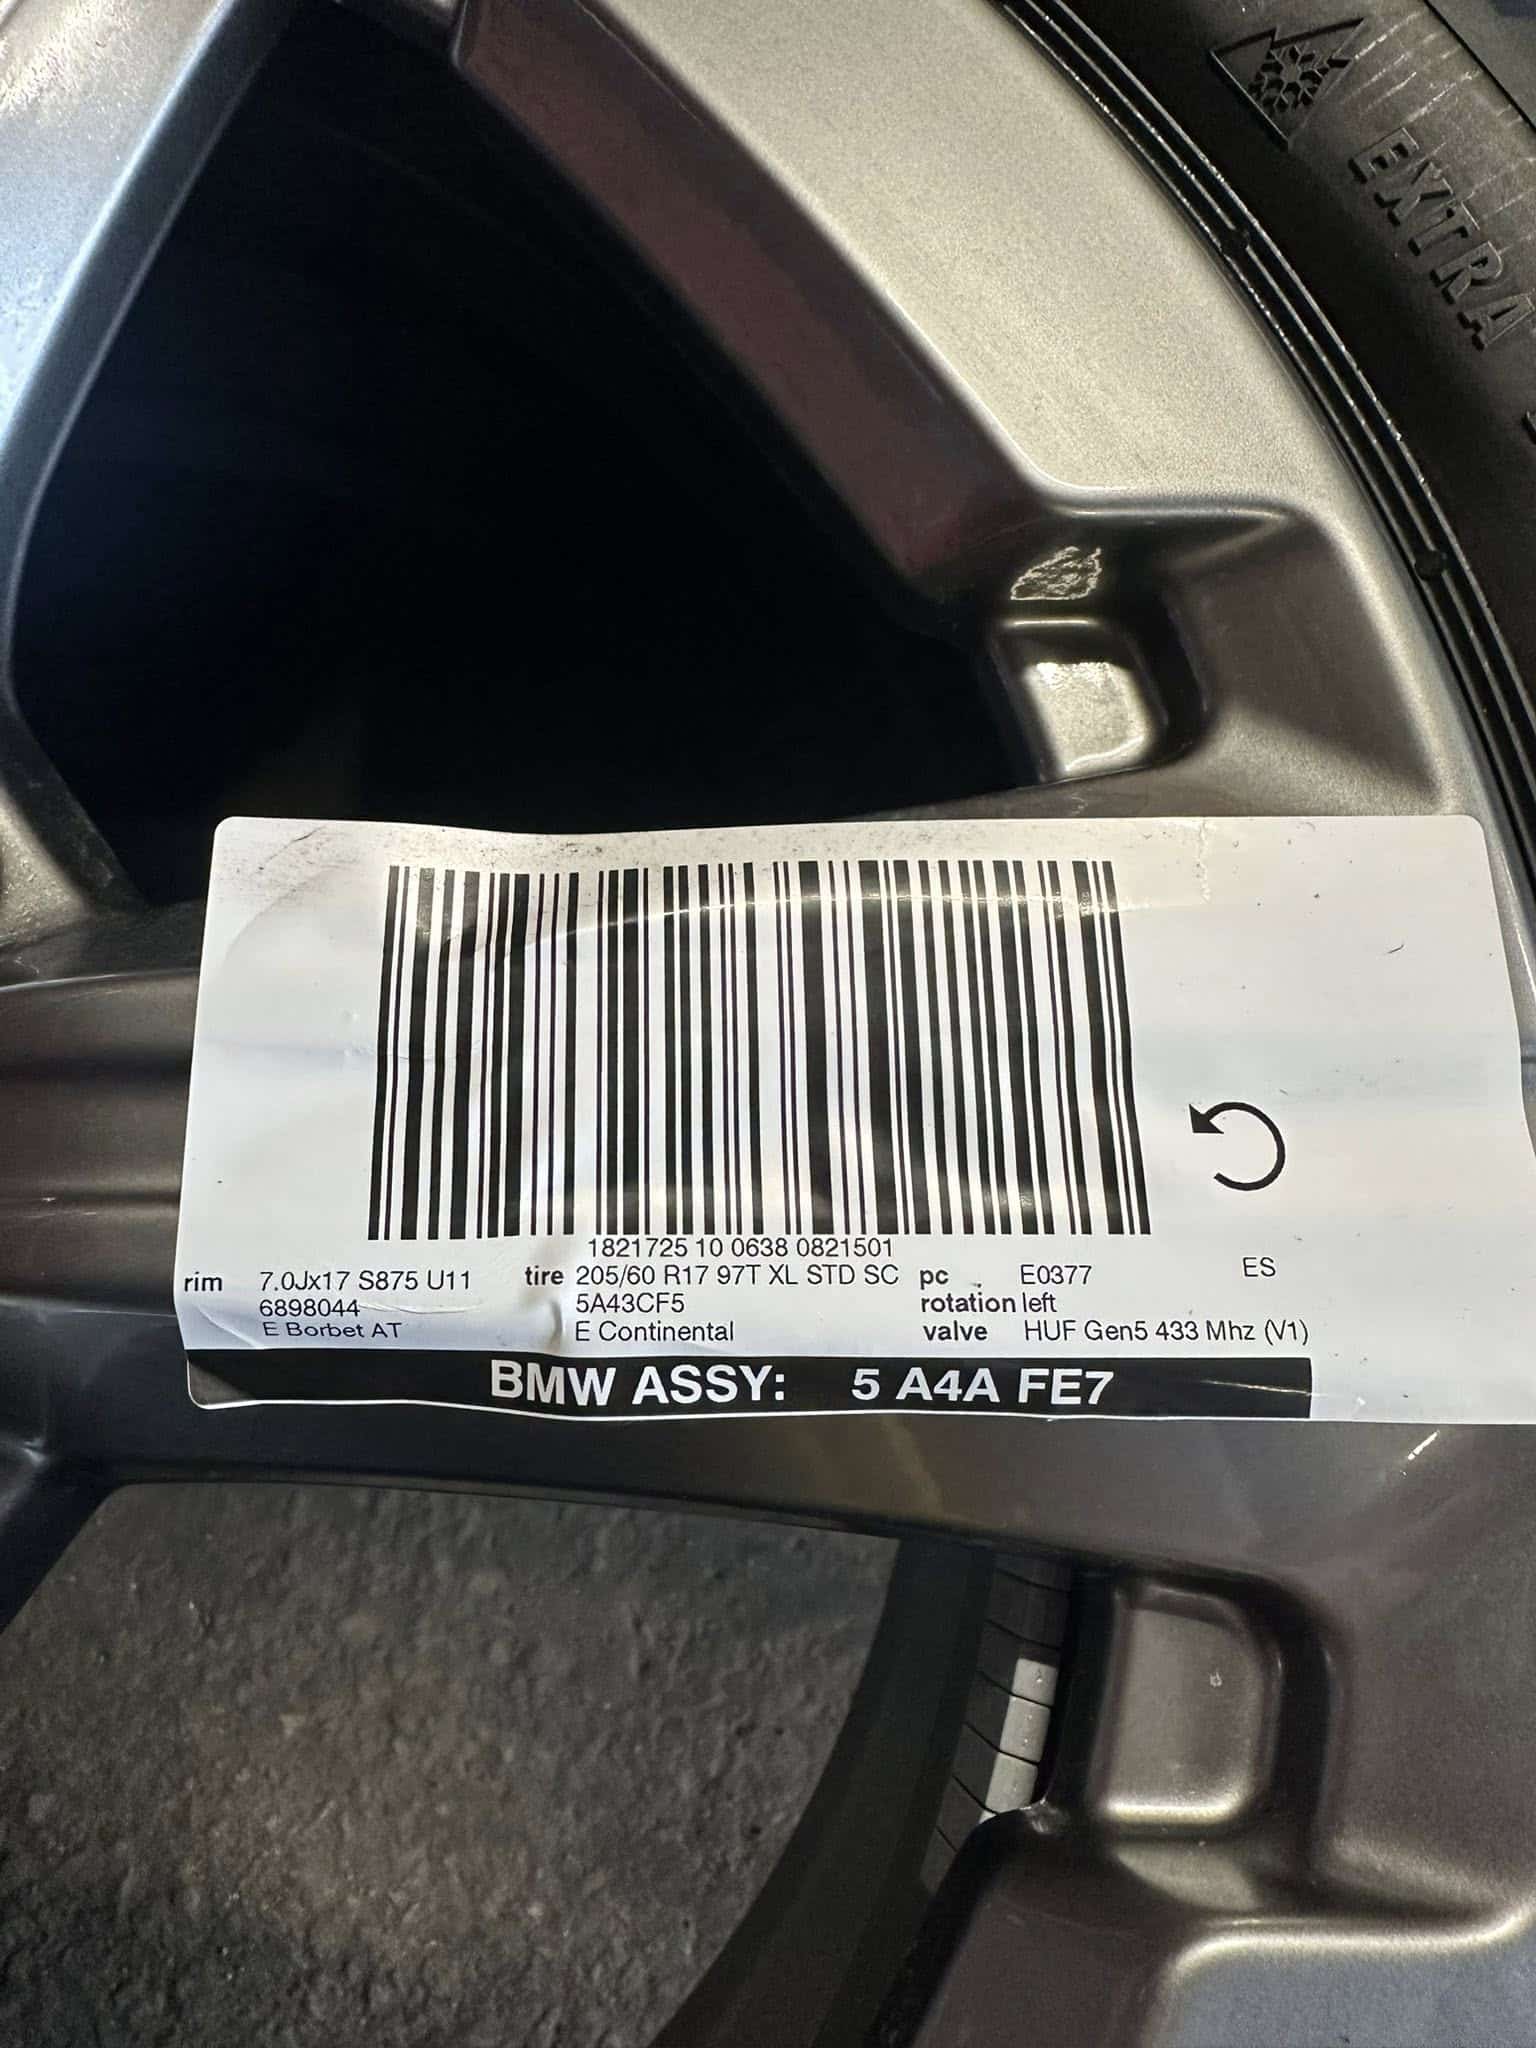 EXTRA
1821725 10 0638 0821501
rim 7.0Jx17 S875 U11 tire 205/60 R17 97T XL STD SC pc E0377 ES
6898044 5A43CF5 rotation left
E Borbet AT E Continental valve HUF Gen5 433 Mhz (V1)
BMW ASSY: 5 A4A FE7